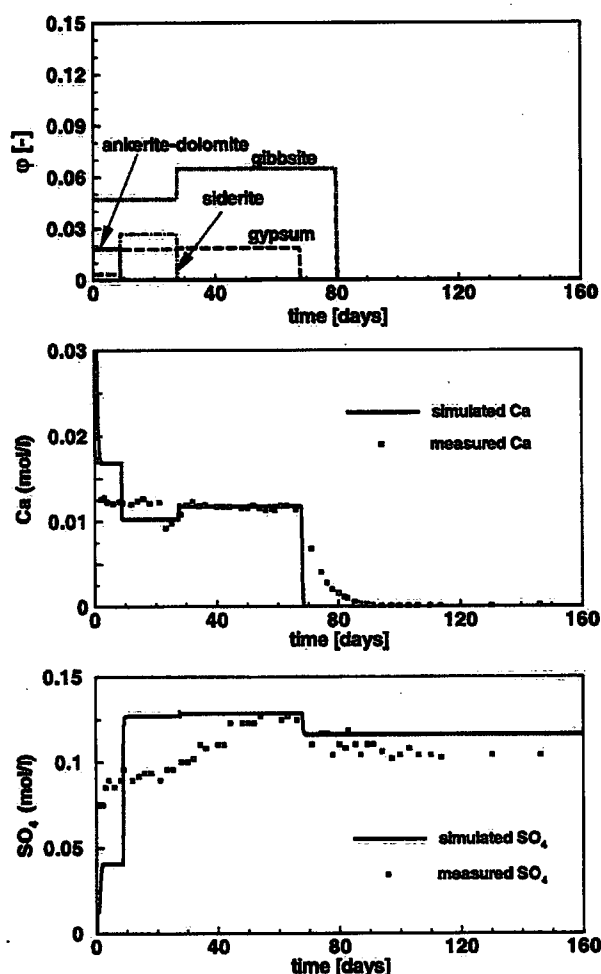 0.15
0.12
0.09
0.06
0.03
0
φ [-]
ankerite-dolomite
gibbsite
siderite
gypsum
0 40 80 120 160
time [days]
0.03
0.02
0.01
0
Ca (mol/l)
simulated Ca
measured Ca
0 40 80 120 160
time [days]
0.15
0.1
0.05
0
SO₄ (mol/l)
simulated SO₄
measured SO₄
0 40 80 120 160
time [days]